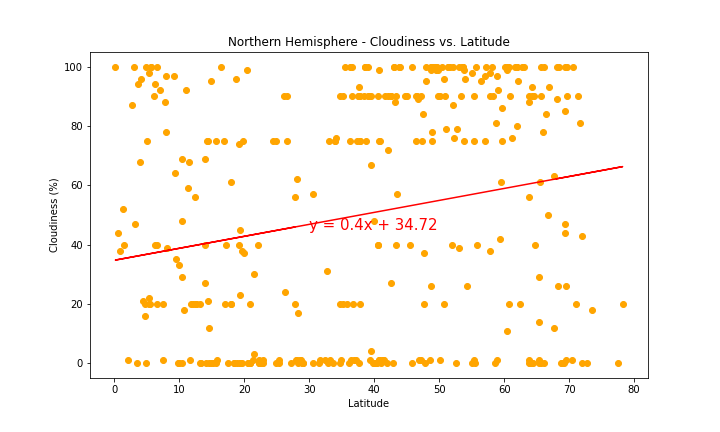 Northern Hemisphere - Cloudiness vs. Latitude
100
80
60
40
20
0
Cloudiness (%)
y = 0.4x + 34.72
0 10 20 30 40 50 60 70 80
Latitude